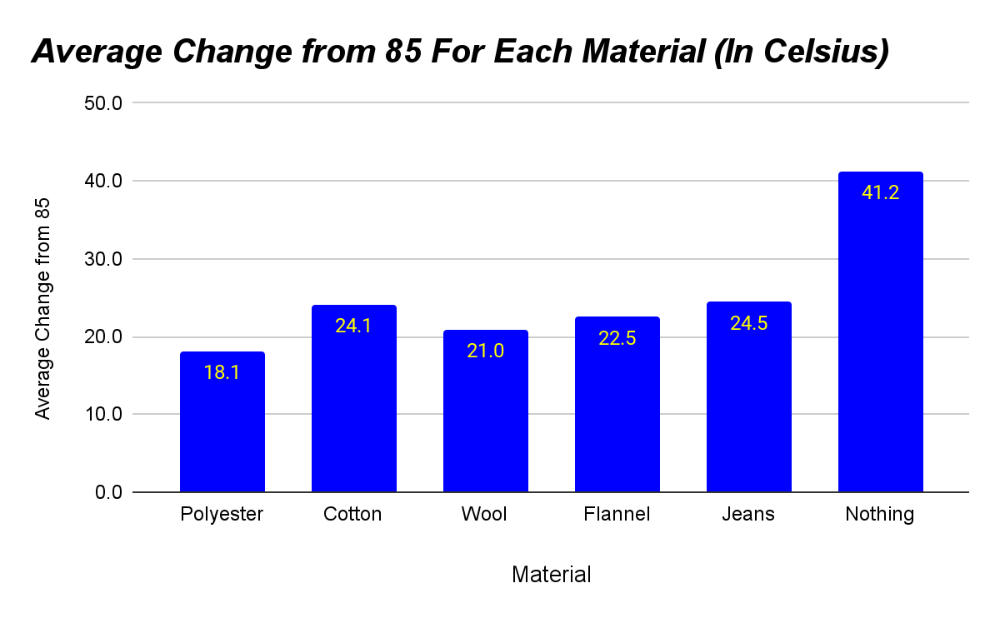 Average Change from 85 For Each Material (In Celsius)
Average Change from 85
50.0
40.0
30.0
20.0
10.0
0.0
18.1
24.1
21.0
22.5
24.5
41.2
Polyester
Cotton
Wool
Flannel
Jeans
Nothing
Material